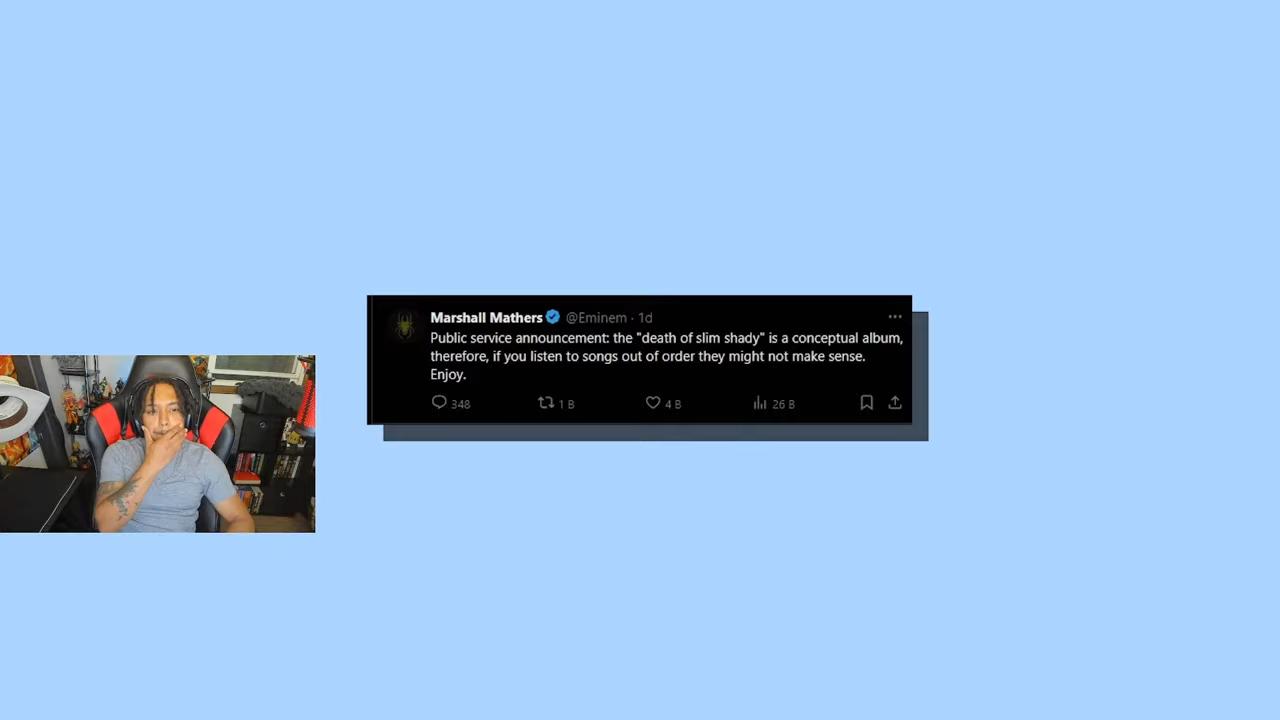 Marshall Mathers @Eminem · 1d
Public service announcement: the "death of slim shady" is a conceptual album,
therefore, if you listen to songs out of order they might not make sense.
Enjoy.
348 1 B 4 B 26 B